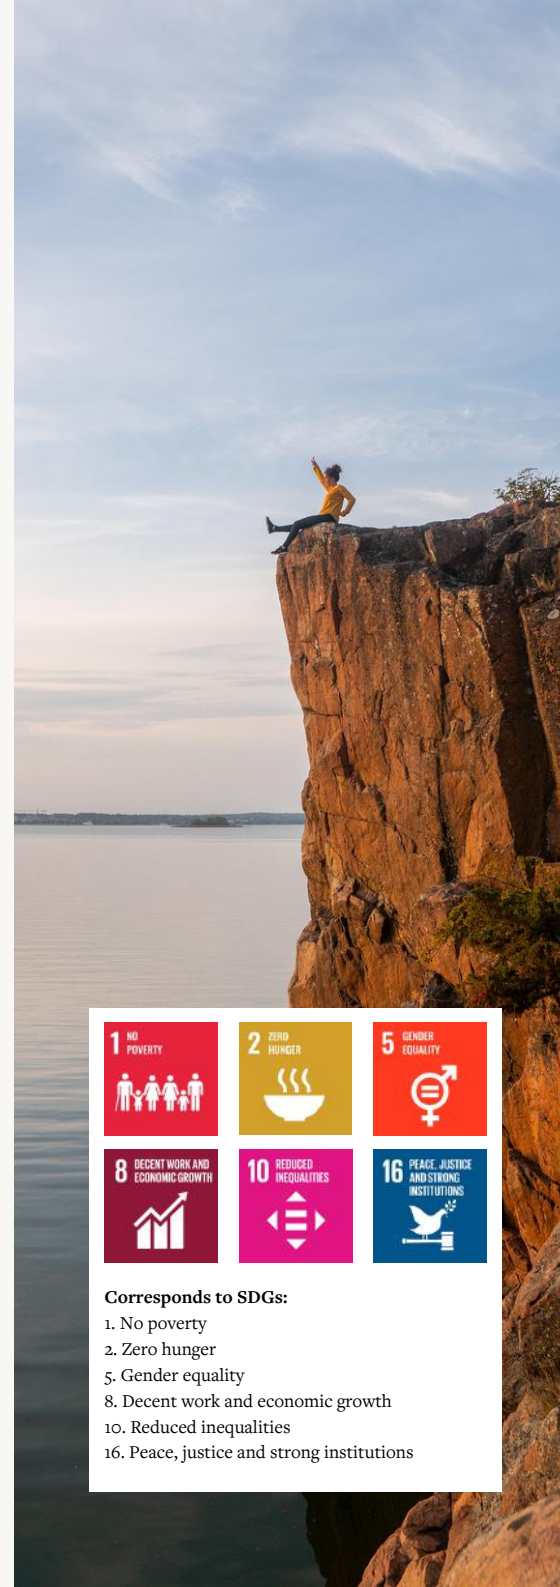 1 NO
POVERTY
2 ZERO
HUNGER
5 GENDER
EQUALITY
8 DECENT WORK AND
ECONOMIC GROWTH
10 REDUCED
INEQUALITIES
16 PEACE, JUSTICE
AND STRONG
INSTITUTIONS
Corresponds to SDGs:
1. No poverty
2. Zero hunger
5. Gender equality
8. Decent work and economic growth
10. Reduced inequalities
16. Peace, justice and strong institutions